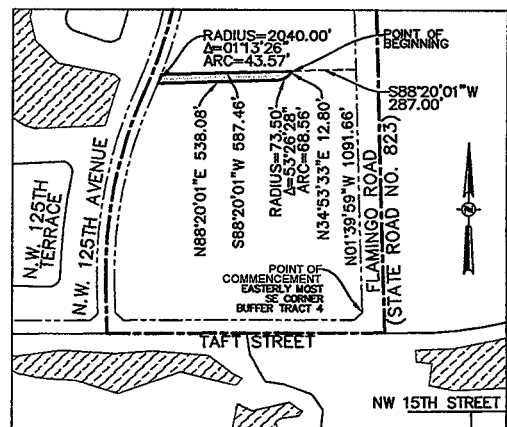 RADIUS=2040.00'
Δ=01°13'26"
ARC=43.57'
POINT OF
BEGINNING
S88°20'01"W
287.00'
N88°20'01"E 538.08'
S88°20'01"W 587.46'
RADIUS=73.50'
Δ=53°26'28"
ARC=68.56'
N34°53'33"E 12.80'
N01°39'59"W 1091.66'
FLAMINGO ROAD
(STATE ROAD NO. 823)
N.W. 125TH AVENUE
N.W. 125TH
TERRACE
N
POINT OF
COMMENCEMENT
EASTERLY MOST
SE CORNER
BUFFER TRACT 4
TAFT STREET
NW 15TH STREET